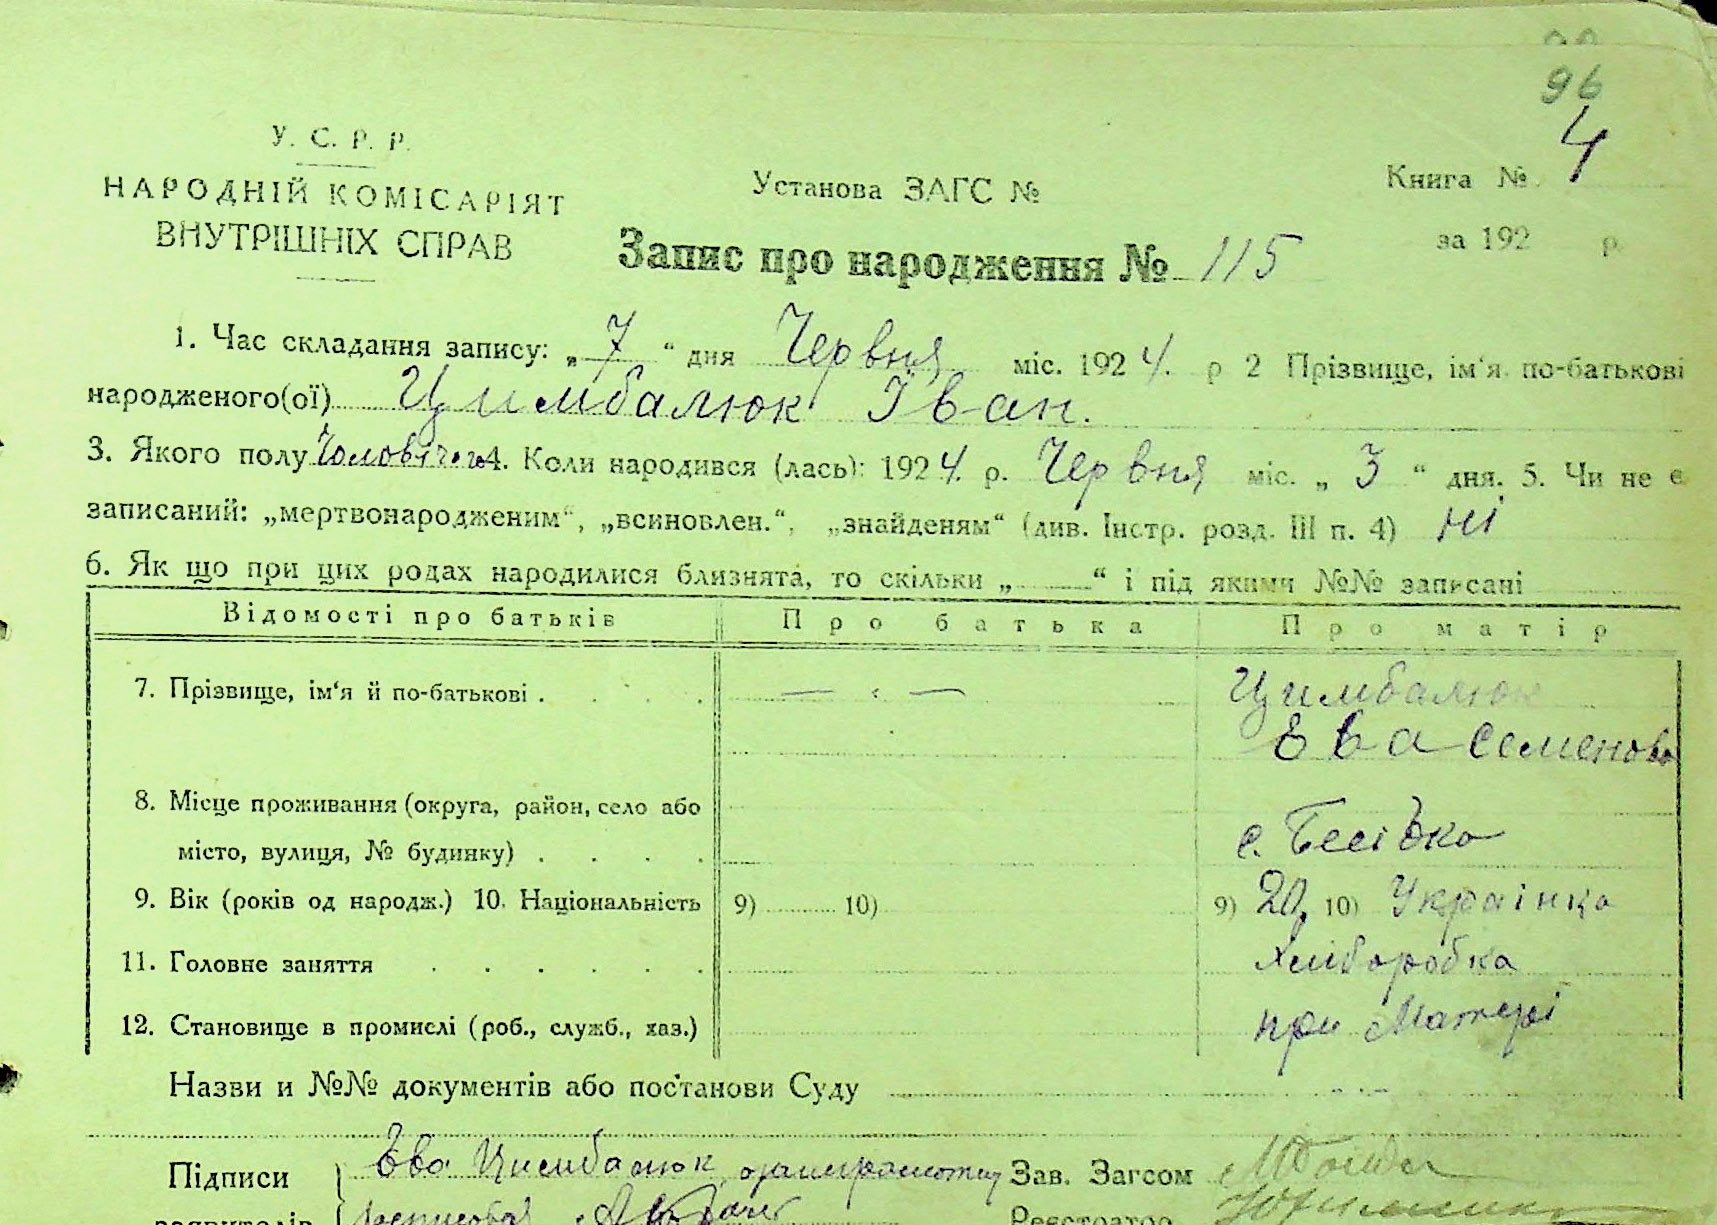 96
4
У. С. Р. Р.
НАРОДНІЙ КОМІСАРІЯТ
ВНУТРІШНІХ СПРАВ
Установа ЗАГС №
Книга №
за 192 р.
Запис про народження № 115
1. Час складання запису: „ 7 “ дня Червня міс. 1924. р 2 Прізвище, ім‘я по-батькові
народженого(ої) Цимбалюк Іван.
3. Якого полу Чоловічого 4. Коли народився (лась): 1924. р. Червня міс. „ 3 “ дня. 5. Чи не є
записаний: „мертвонародженим“, „всиновлен.“, „знайденям“ (див. Інстр. розд. III п. 4) ні
6. Як що при цих родах народилися близнята, то скільки „ “ і під якими №№ записані
Відомості про батьків Про батька Про матір
7. Прізвище, ім‘я й по-батькові . — — Цимбалюк
Ева Семенова
8. Місце проживання (округа, район, село або
місто, вулиця, № будинку) . с.
9. Вік (років од народж.) 10. Національність 9) 10) 9) 20, 10) Українка
11. Головне заняття Хліборобка
12. Становище в промислі (роб., служб., хаз.) при Матері
Назви и №№ документів або постанови Суду
Підписи Ева Цимбалюк Зав. Загсом
заявителів Реєстратор